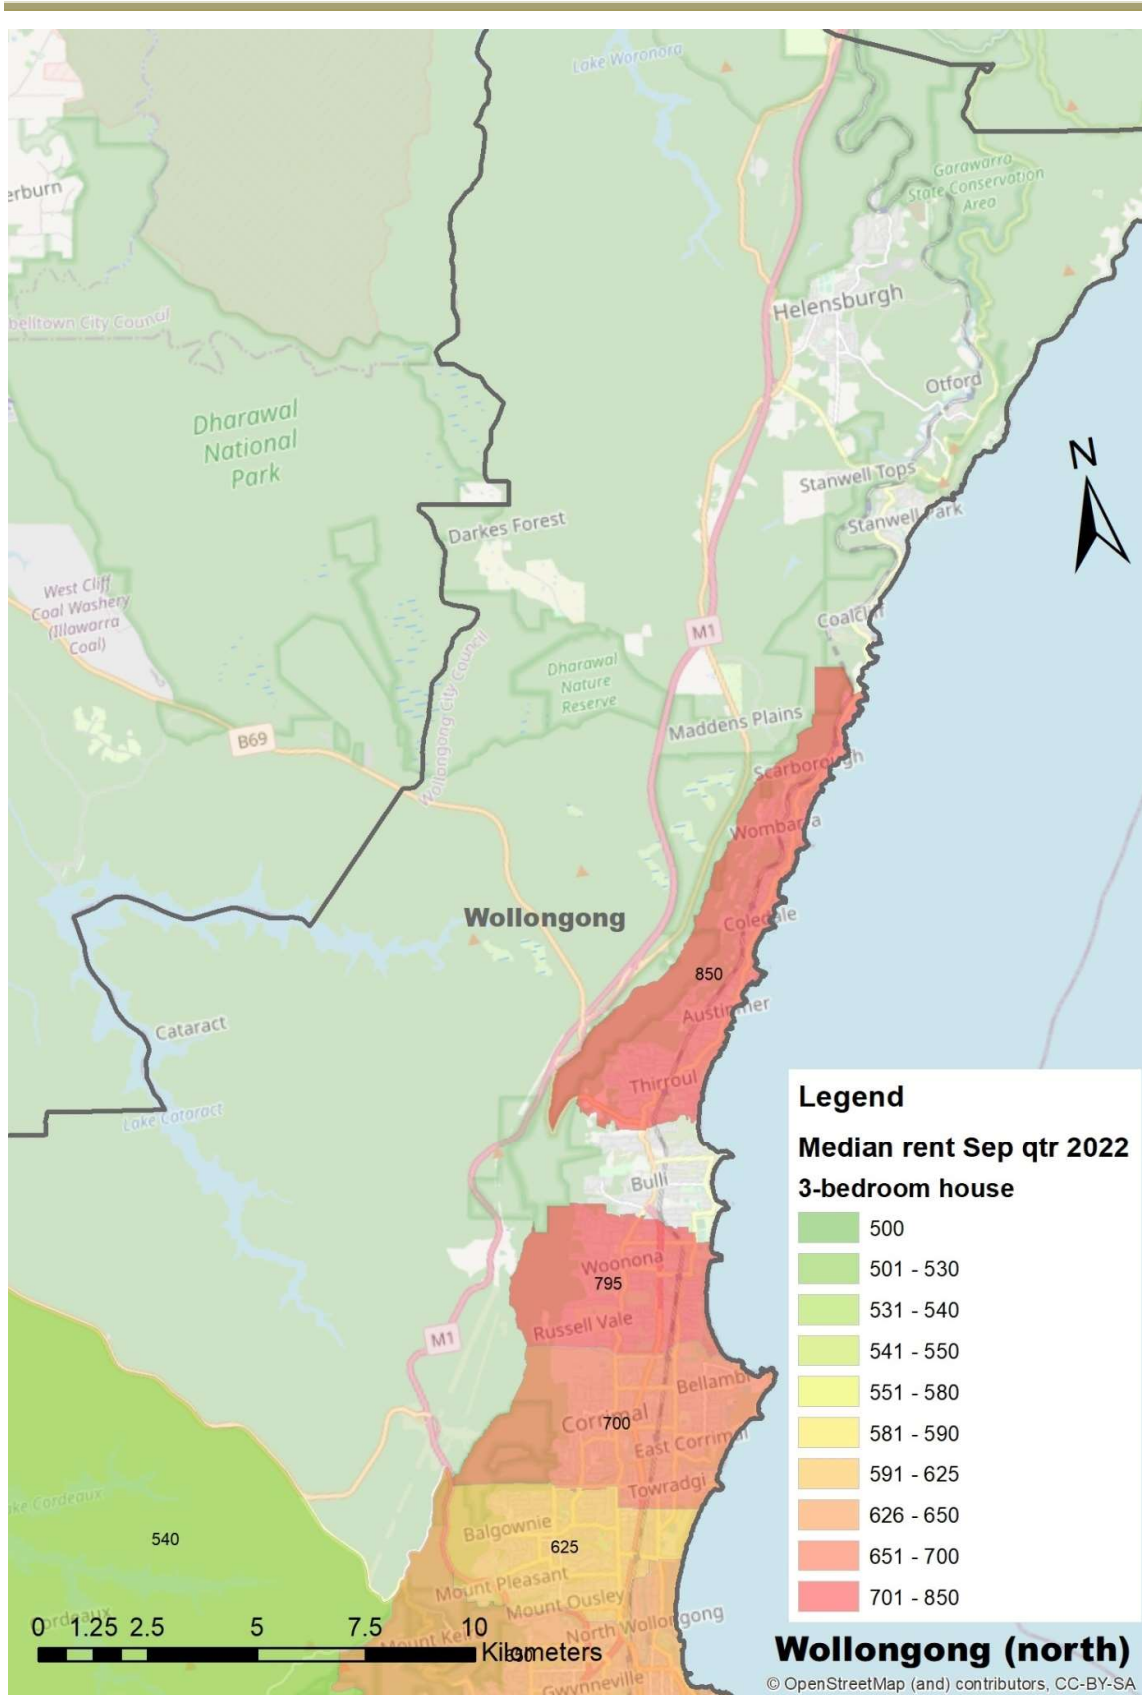 Lake Woronora
Garawarra
State Conservation
Area
erburn
Helensburgh
belltown City Council
Otford
Dharawal
National
Park
N
Stanwell Tops
Stanwell Park
Darkes Forest
West Cliff
Coal Washery
(Illawarra
Coal)
Coalcliff
M1
Wollongong City Council
Dharawal
Nature
Reserve
Maddens Plains
B69
Scarborough
Wombarra
Wollongong
Coledale
850
Austinmer
Cataract
Thirroul
Lake Cataract
Bulli
Woonona
795
Russell Vale
M1
Bellambi
Corrimal
700
East Corrimal
Towradgi
Lake Cordeaux
540
Balgownie
625
Mount Pleasant
Mount Ousley
North Wollongong
Cordeaux
Mount Kei
650
Gwynneville
0 1.25 2.5 5 7.5 10
Kilometers
Legend
Median rent Sep qtr 2022
3-bedroom house
500
501 - 530
531 - 540
541 - 550
551 - 580
581 - 590
591 - 625
626 - 650
651 - 700
701 - 850
Wollongong (north)
© OpenStreetMap (and) contributors, CC-BY-SA